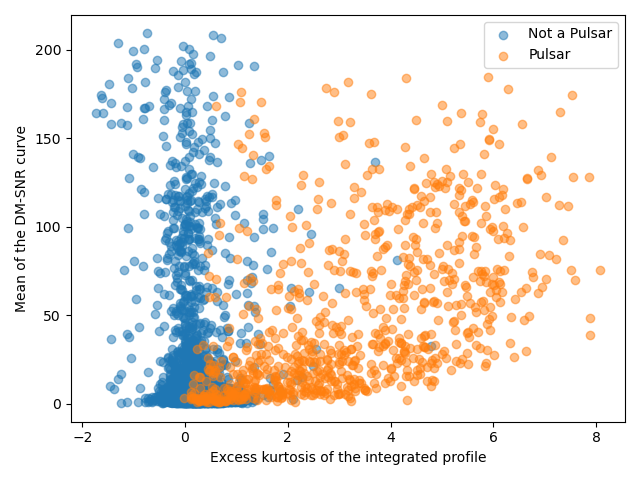 Not a Pulsar
Pulsar
Mean of the DM-SNR curve
200
150
100
50
0
−2
0
2
4
6
8
Excess kurtosis of the integrated profile